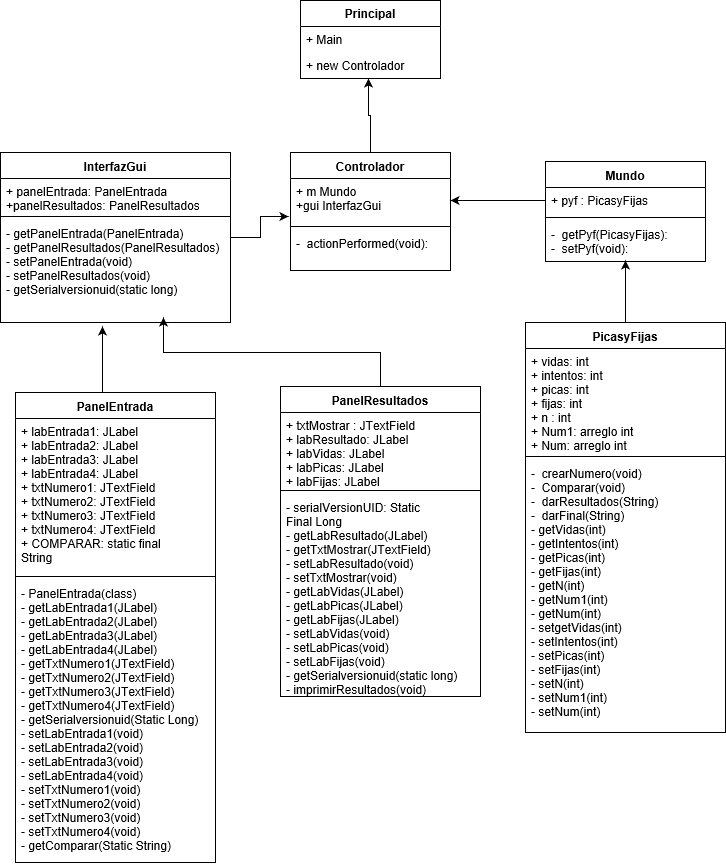 Principal
+ Main
+ new Controlador
InterfazGui
+ panelEntrada: PanelEntrada
+panelResultados: PanelResultados
- getPanelEntrada(PanelEntrada)
- getPanelResultados(PanelResultados)
- setPanelEntrada(void)
- setPanelResultados(void)
- getSerialversionuid(static long)
Controlador
+ m Mundo
+gui InterfazGui
- actionPerformed(void):
Mundo
+ pyf : PicasyFijas
- getPyf(PicasyFijas):
- setPyf(void):
PanelEntrada
+ labEntrada1: JLabel
+ labEntrada2: JLabel
+ labEntrada3: JLabel
+ labEntrada4: JLabel
+ txtNumero1: JTextField
+ txtNumero2: JTextField
+ txtNumero3: JTextField
+ txtNumero4: JTextField
+ COMPARAR: static final
String
- PanelEntrada(class)
- getLabEntrada1(JLabel)
- getLabEntrada2(JLabel)
- getLabEntrada3(JLabel)
- getLabEntrada4(JLabel)
- getTxtNumero1(JTextField)
- getTxtNumero2(JTextField)
- getTxtNumero3(JTextField)
- getTxtNumero4(JTextField)
- getSerialversionuid(Static Long)
- setLabEntrada1(void)
- setLabEntrada2(void)
- setLabEntrada3(void)
- setLabEntrada4(void)
- setTxtNumero1(void)
- setTxtNumero2(void)
- setTxtNumero3(void)
- setTxtNumero4(void)
- getComparar(Static String)
PanelResultados
+ txtMostrar : JTextField
+ labResultado: JLabel
+ labVidas: JLabel
+ labPicas: JLabel
+ labFijas: JLabel
- serialVersionUID: Static
Final Long
- getLabResultado(JLabel)
- getTxtMostrar(JTextField)
- setLabResultado(void)
- setTxtMostrar(void)
- getLabVidas(JLabel)
- getLabPicas(JLabel)
- getLabFijas(JLabel)
- setLabVidas(void)
- setLabPicas(void)
- setLabFijas(void)
- getSerialversionuid(static long)
- imprimirResultados(void)
PicasyFijas
+ vidas: int
+ intentos: int
+ picas: int
+ fijas: int
+ n : int
+ Num1: arreglo int
+ Num: arreglo int
- crearNumero(void)
- Comparar(void)
- darResultados(String)
- darFinal(String)
- getVidas(int)
- getIntentos(int)
- getPicas(int)
- getFijas(int)
- getN(int)
- getNum1(int)
- getNum(int)
- setgetVidas(int)
- setIntentos(int)
- setPicas(int)
- setFijas(int)
- setN(int)
- setNum1(int)
- setNum(int)